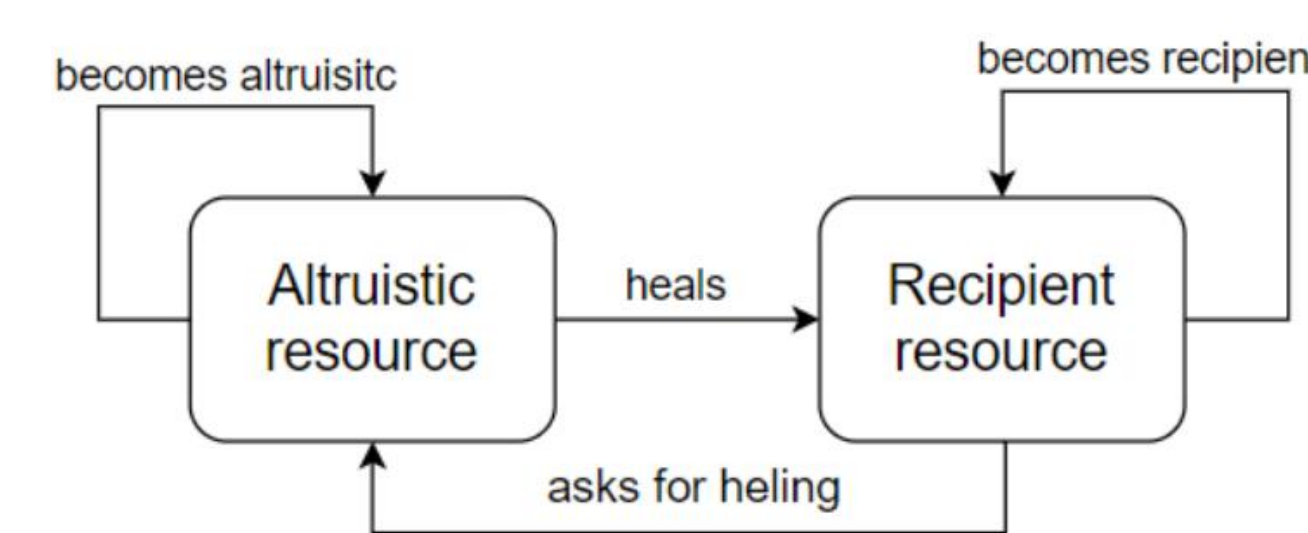 becomes altruisitc
becomes recipien
Altruistic
resource
heals
Recipient
resource
asks for heling